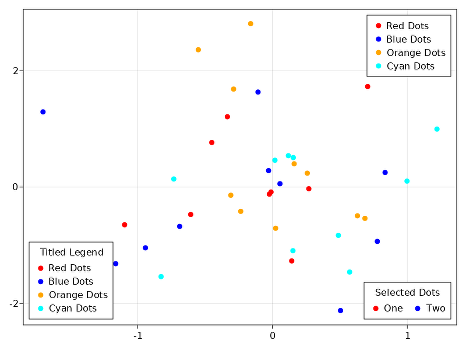 Red Dots
Blue Dots
Orange Dots
Cyan Dots
2
0
-2
Titled Legend
Red Dots
Blue Dots
Orange Dots
Cyan Dots
Selected Dots
One Two
-1 0 1